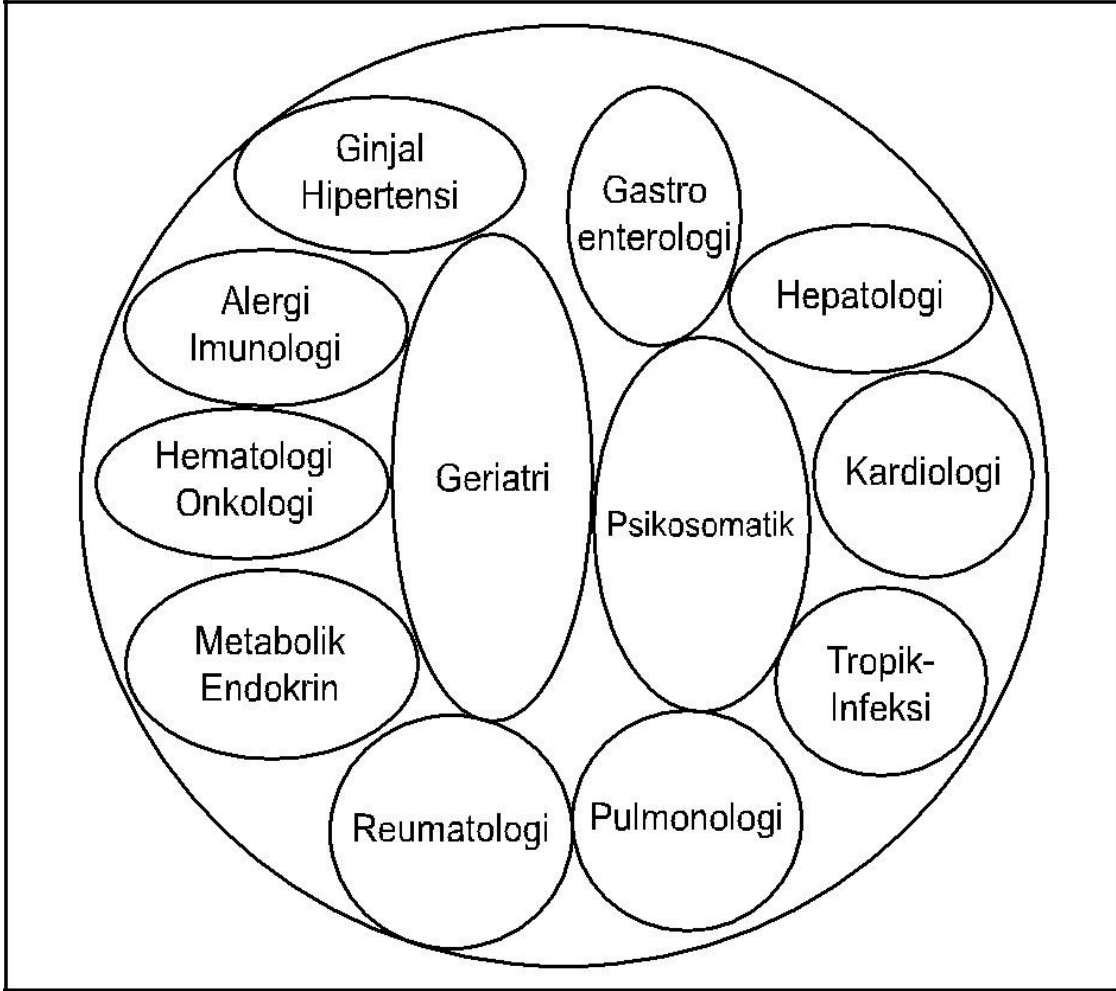 Ginjal
Hipertensi
Gastro
enterologi
Alergi
Imunologi
Hepatologi
Hematologi
Onkologi
Geriatri
Psikosomatik
Kardiologi
Metabolik
Endokrin
Tropik-
Infeksi
Reumatologi
Pulmonologi